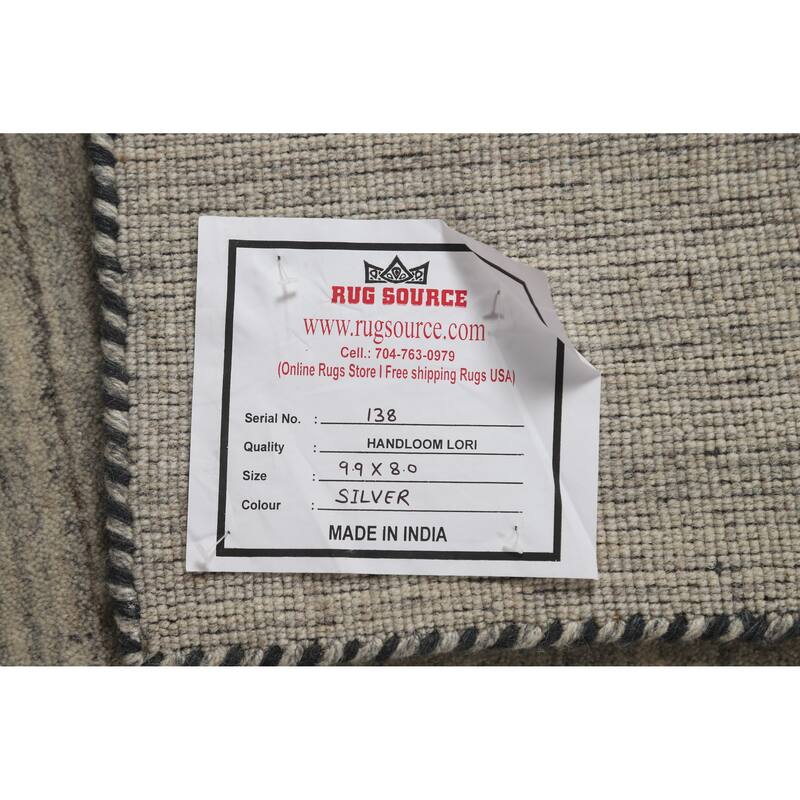 RUG SOURCE
www.rugsource.com
Cell.: 704-763-0979
(Online Rugs Store I Free shipping Rugs USA)
Serial No. : 138
Quality : HANDLOOM LORI
Size : 9.9 X 8.0
Colour : SILVER
MADE IN INDIA